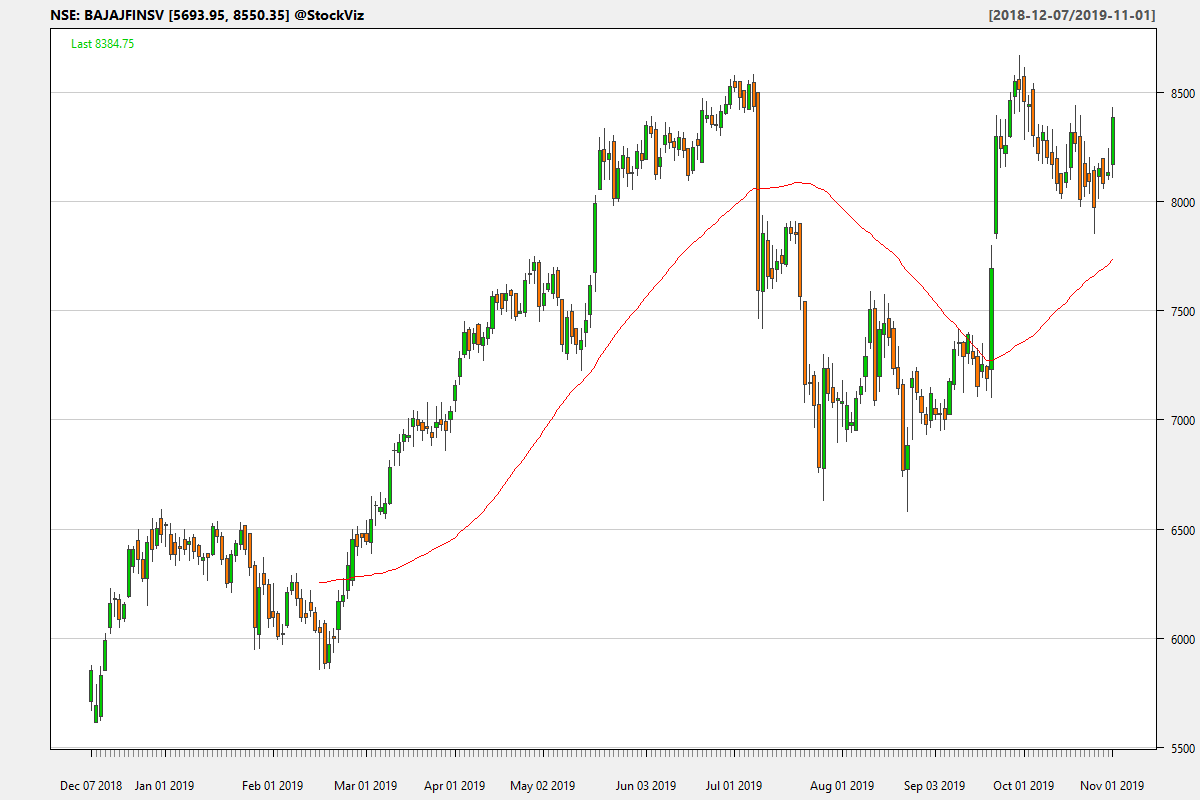 NSE: BAJAJFINSV [5693.95, 8550.35] @StockViz
[2018-12-07/2019-11-01]
Last 8384.75
8500
8000
7500
7000
6500
6000
5500
Dec 07 2018 Jan 01 2019 Feb 01 2019 Mar 01 2019 Apr 01 2019 May 02 2019 Jun 03 2019 Jul 01 2019 Aug 01 2019 Sep 03 2019 Oct 01 2019 Nov 01 2019